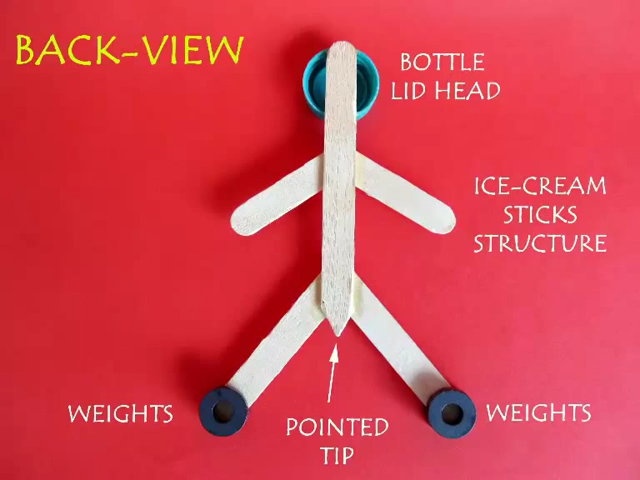 BACK-VIEW
BOTTLE
LID HEAD
ICE-CREAM
STICKS
STRUCTURE
WEIGHTS
WEIGHTS
POINTED
TIP